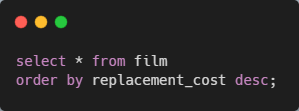 select * from film
order by replacement_cost desc;